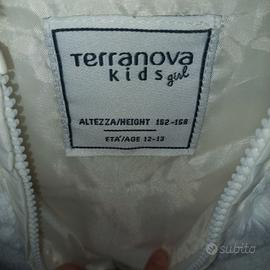 Terranova
Kids girl
ALTEZZA/HEIGHT 152-158
ETA'/AGE 12-13
subito